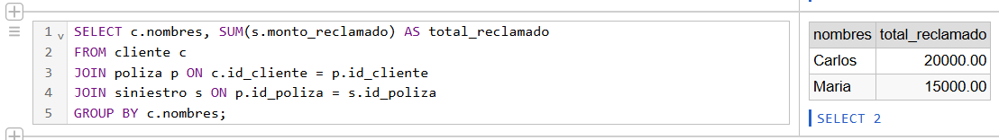 1 SELECT c.nombres, SUM(s.monto_reclamado) AS total_reclamado
2 FROM cliente c
3 JOIN poliza p ON c.id_cliente = p.id_cliente
4 JOIN siniestro s ON p.id_poliza = s.id_poliza
5 GROUP BY c.nombres;
nombres total_reclamado
Carlos 20000.00
Maria 15000.00
SELECT 2